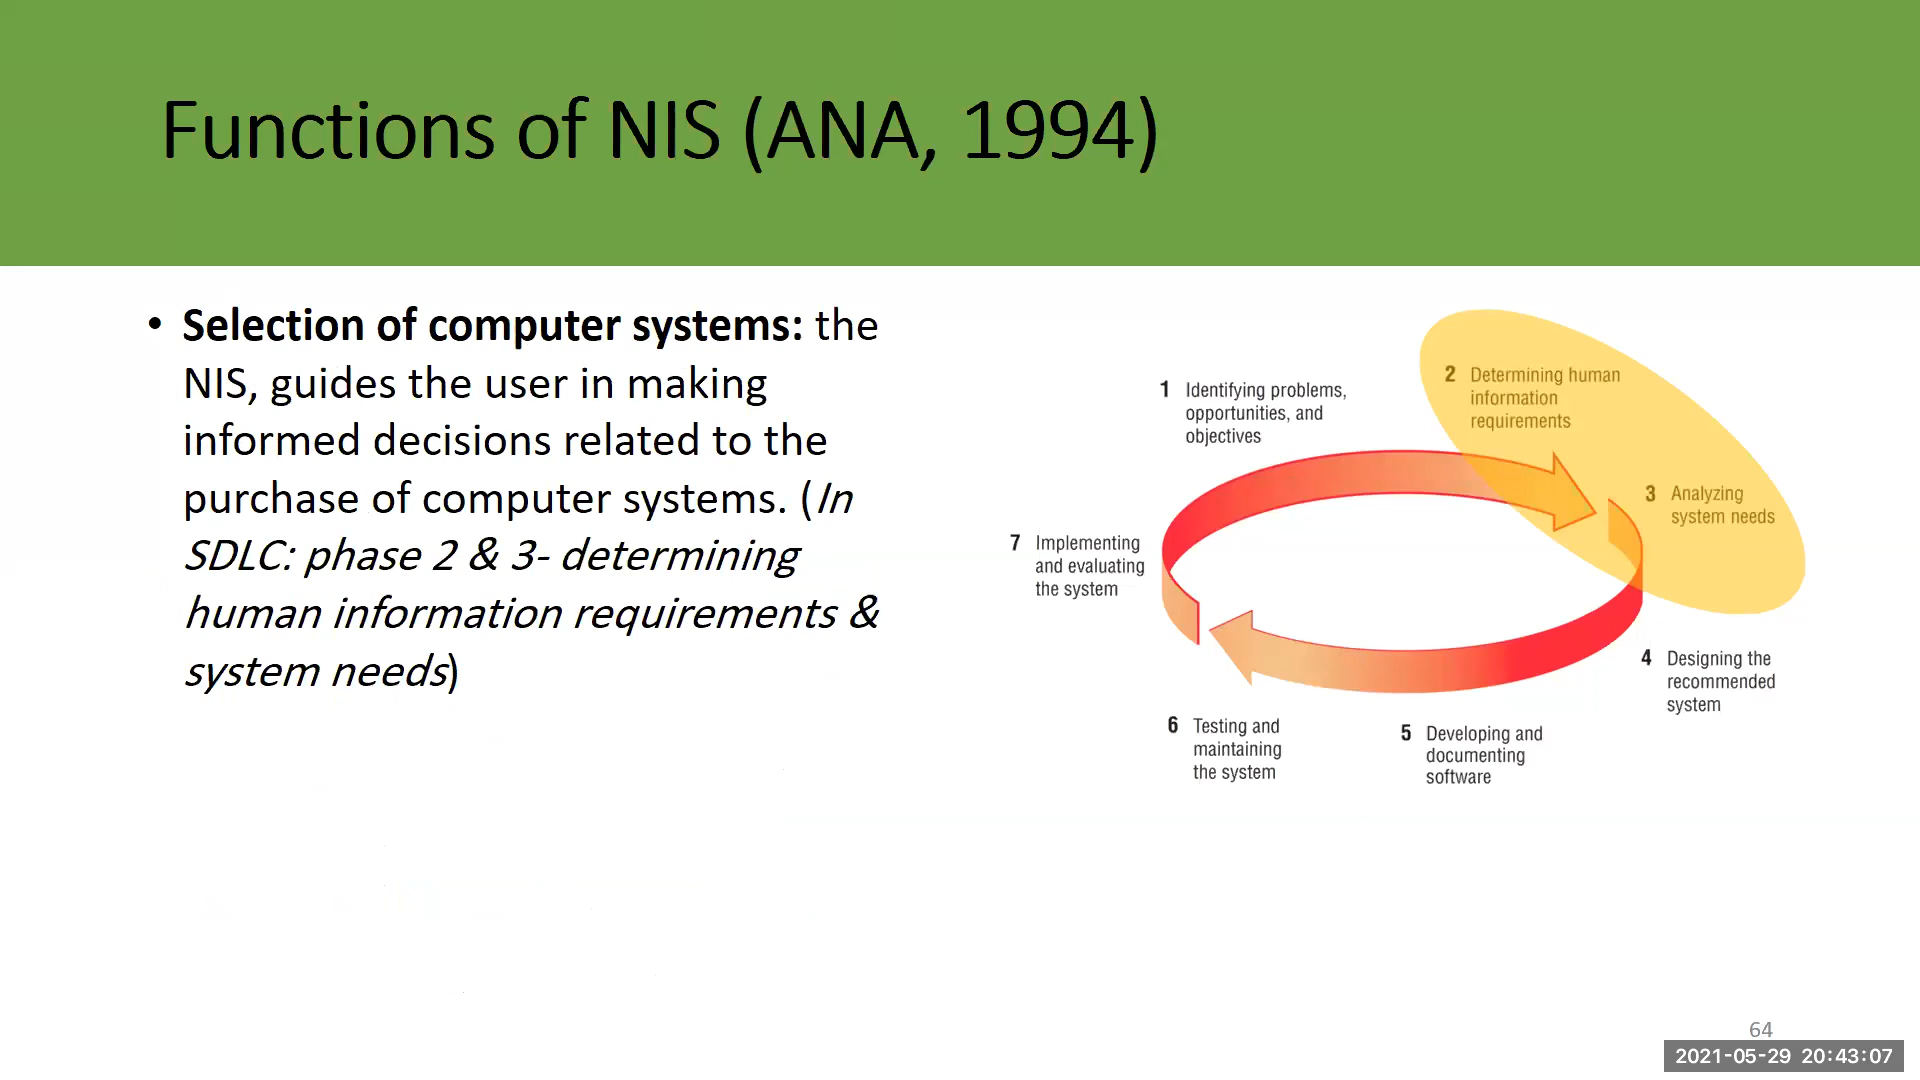 Functions of NIS (ANA, 1994)
• Selection of computer systems: the
NIS, guides the user in making
informed decisions related to the
purchase of computer systems. (In
SDLC: phase 2 & 3- determining
human information requirements &
system needs)
1 Identifying problems,
opportunities, and
objectives
2 Determining human
information
requirements
3 Analyzing
system needs
4 Designing the
recommended
system
5 Developing and
documenting
software
6 Testing and
maintaining
the system
7 Implementing
and evaluating
the system
64
2021-05-29 20:43:07